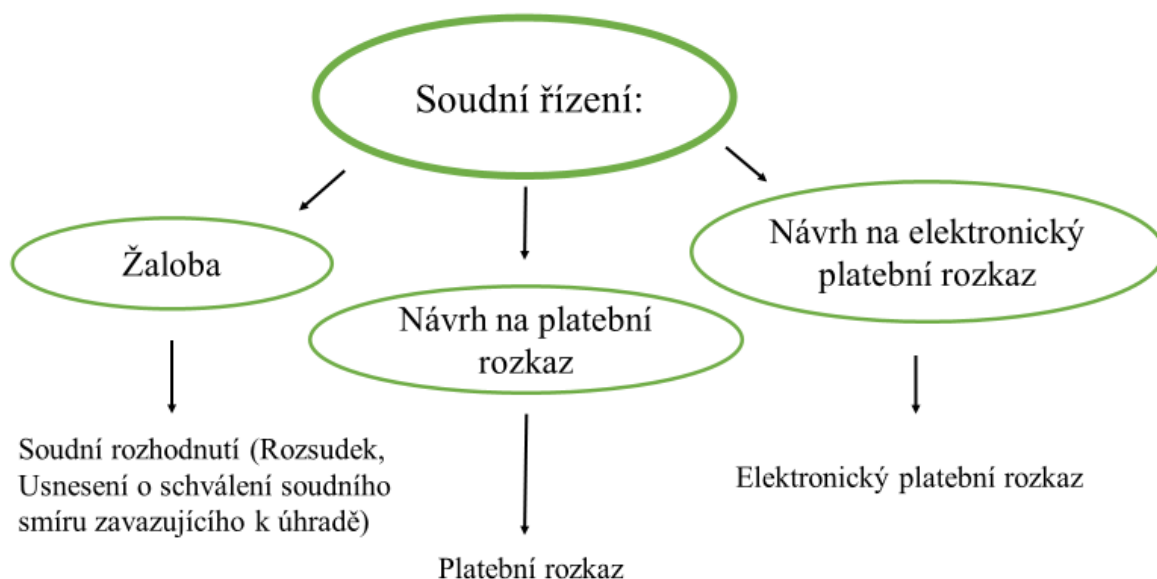 Soudní řízení:
Žaloba
Návrh na platební
rozkaz
Návrh na elektronický
platební rozkaz
Soudní rozhodnutí (Rozsudek,
Usnesení o schválení soudního
smíru zavazujícího k úhradě)
Platební rozkaz
Elektronický platební rozkaz